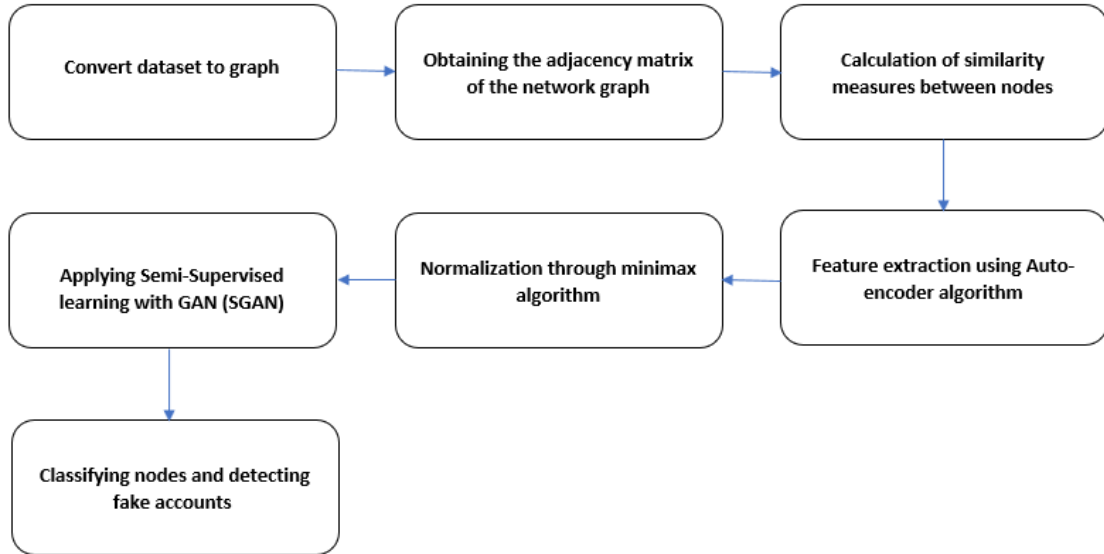 Convert dataset to graph
Obtaining the adjacency matrix
of the network graph
Calculation of similarity
measures between nodes
Feature extraction using Auto-
encoder algorithm
Normalization through minimax
algorithm
Applying Semi-Supervised
learning with GAN (SGAN)
Classifying nodes and detecting
fake accounts